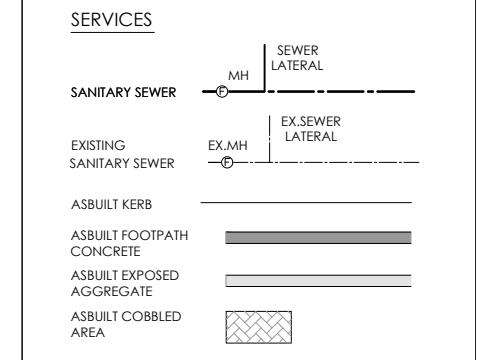 SERVICES
SEWER
LATERAL
MH
SANITARY SEWER
F
EX.SEWER
LATERAL
EXISTING
SANITARY SEWER
EX.MH
F
ASBUILT KERB
ASBUILT FOOTPATH
CONCRETE
ASBUILT EXPOSED
AGGREGATE
ASBUILT COBBLED
AREA